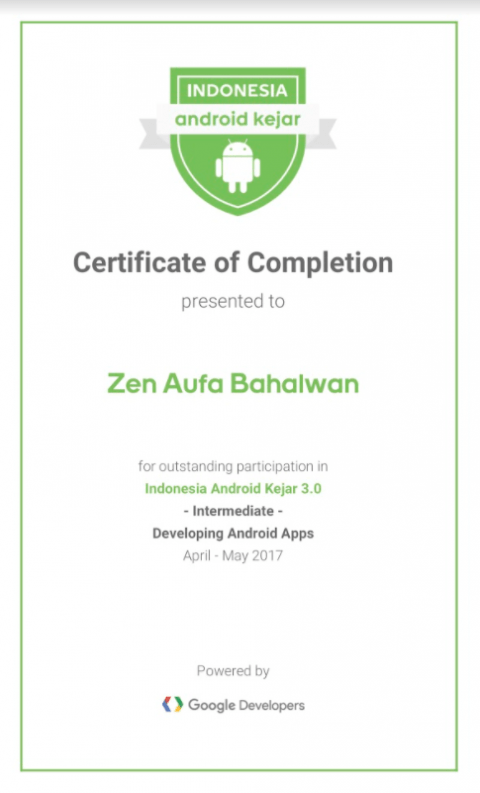 INDONESIA
android kejar
Certificate of Completion
presented to
Zen Aufa Bahalwan
for outstanding participation in
Indonesia Android Kejar 3.0
- Intermediate -
Developing Android Apps
April - May 2017
Powered by
Google Developers